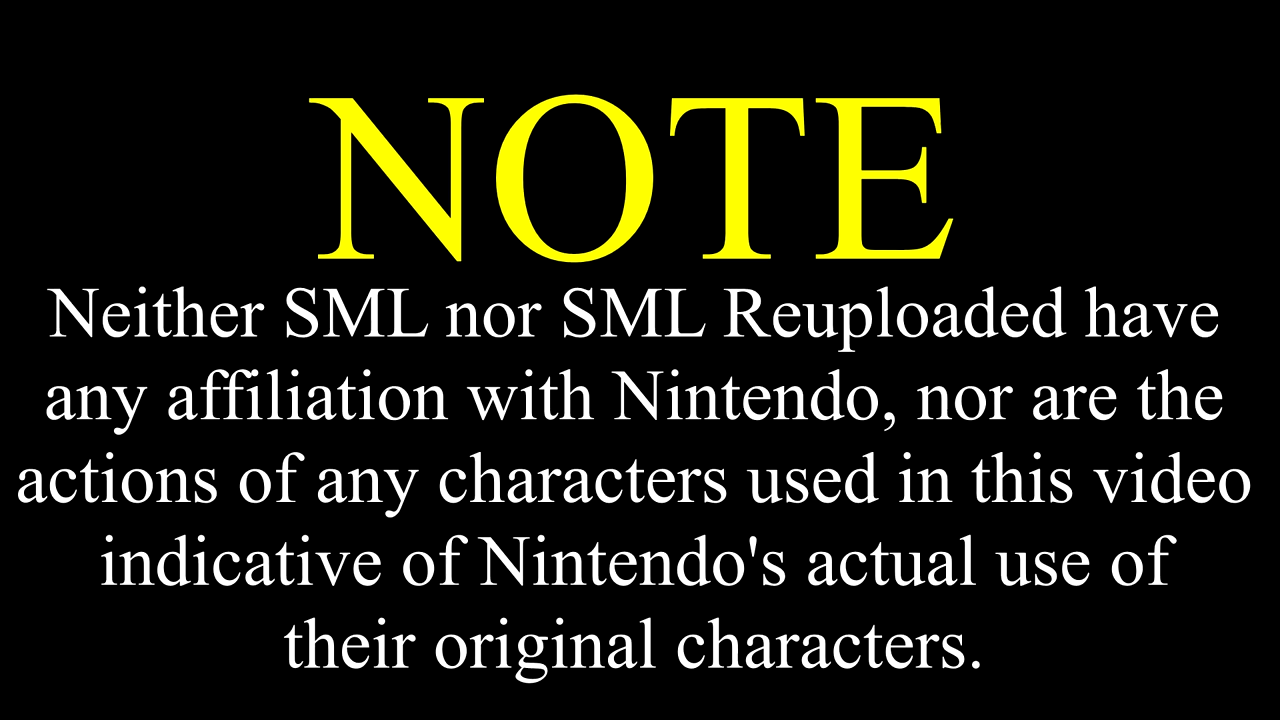 NOTE
Neither SML nor SML Reuploaded have
any affiliation with Nintendo, nor are the
actions of any characters used in this video
indicative of Nintendo's actual use of
their original characters.